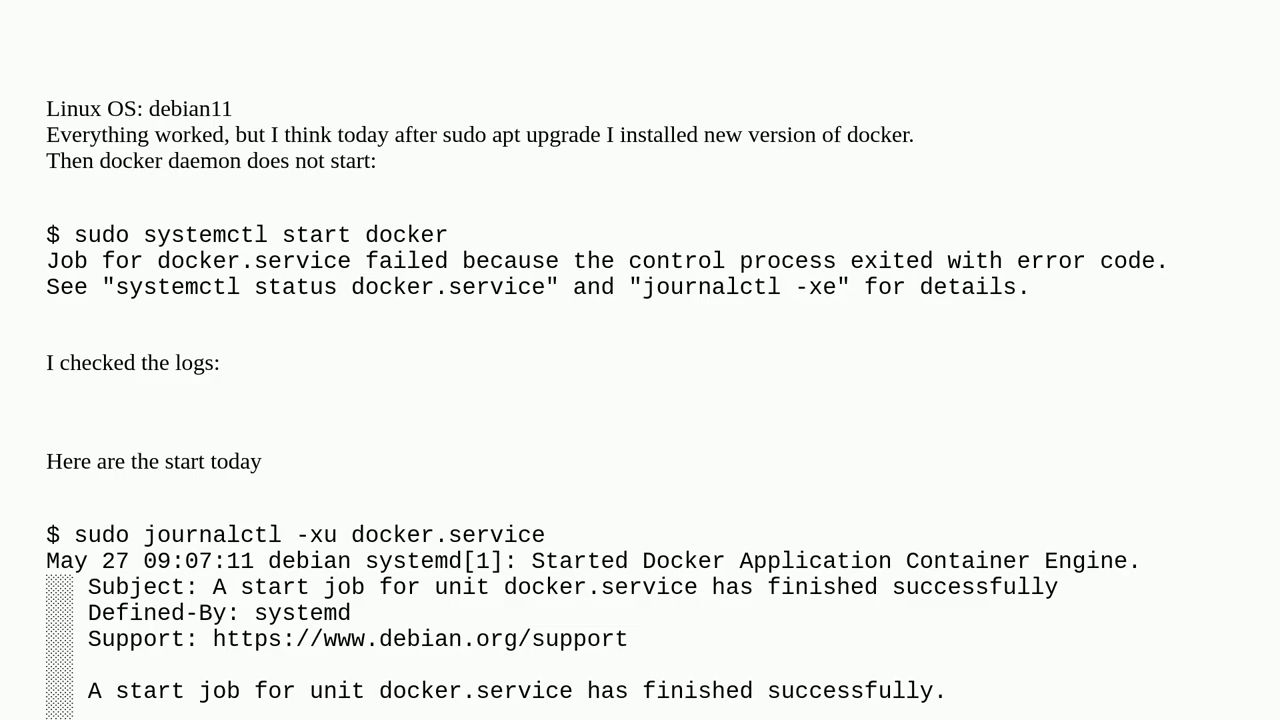 Linux OS: debian11
Everything worked, but I think today after sudo apt upgrade I installed new version of docker.
Then docker daemon does not start:
$ sudo systemctl start docker
Job for docker.service failed because the control process exited with error code.
See "systemctl status docker.service" and "journalctl -xe" for details.
I checked the logs:
Here are the start today
$ sudo journalctl -xu docker.service
May 27 09:07:11 debian systemd[1]: Started Docker Application Container Engine.
░░ Subject: A start job for unit docker.service has finished successfully
░░ Defined-By: systemd
░░ Support: https://www.debian.org/support
░░
░░ A start job for unit docker.service has finished successfully.
░░